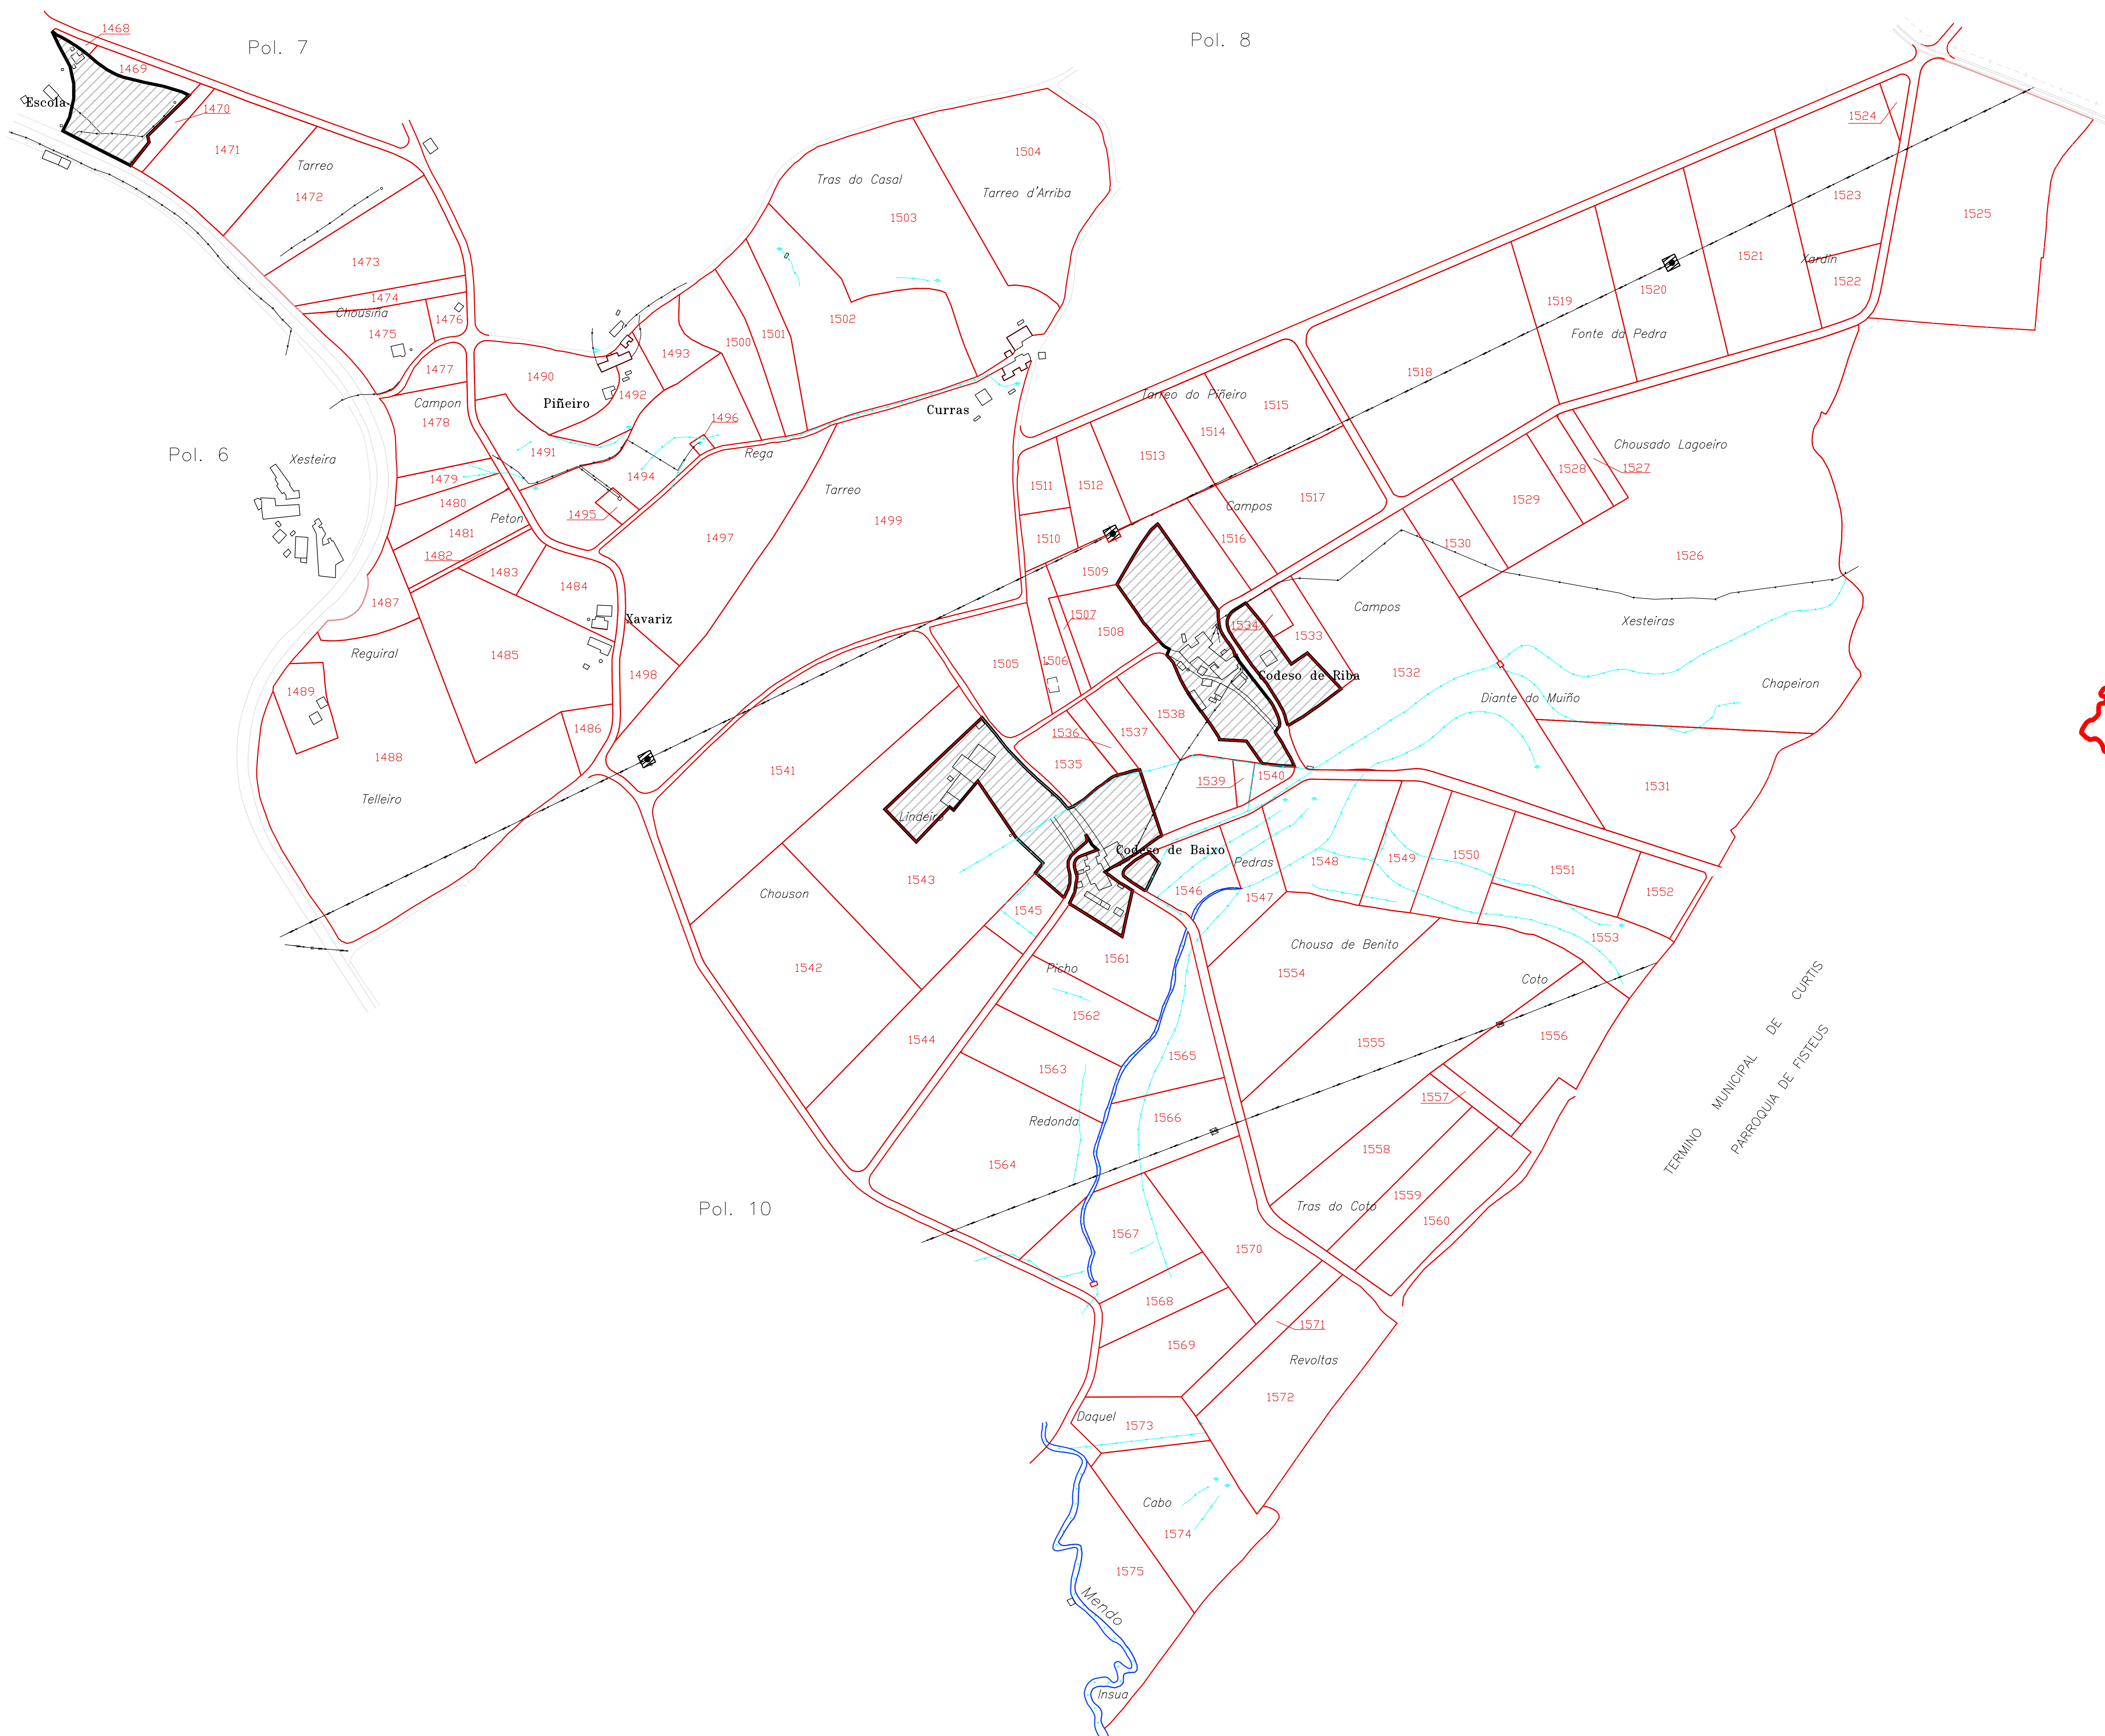 Pol. 7
Pol. 8
1468
1469
Escola
1470
1471
Tarreo
1472
1473
1474
Chousiña
1475
1476
1477
Campon
1478
1479
1480
Peton
1481
1482
1483
1484
1487
Xavariz
Reguiral
1485
1489
1498
1486
1488
Telleiro
Pol. 6
Xesteira
1490
Piñeiro
1491
1492
1493
1494
1495
1496
Rega
1497
1500
1501
1502
Tras do Casal
1503
1504
Tarreo d'Arriba
Curras
Tarreo
1499
1524
1523
1525
Xardin
1522
1521
1520
1519
Fonte da Pedra
1518
Tarreo do Piñeiro
1515
1514
1513
1512
1511
1510
1517
Campos
1516
1509
1507
1508
1506
1505
Chousado Lagoeiro
1527
1528
1529
1530
1526
Campos
Xesteiras
1534
1533
Codeso de Riba
1532
Diante do Muiño
Chapeiron
1531
1538
1537
1536
1535
1539
1540
1541
Lindeiro
Codeso de Baixo
Chouson
1543
1542
1545
1544
Pedras
1546
1547
1548
1549
1550
1551
1552
1553
Chousa de Benito
1554
Coto
1555
1556
1557
1558
1559
1560
Tras do Coto
1561
Picho
1562
1563
1565
1566
Redonda
1564
1567
1570
1568
1569
1571
Revoltas
1572
Daquel
1573
Cabo
1574
1575
Mendo
Insua
Pol. 10
TERMINO MUNICIPAL DE CURTIS
PARROQUIA DE FISTEUS